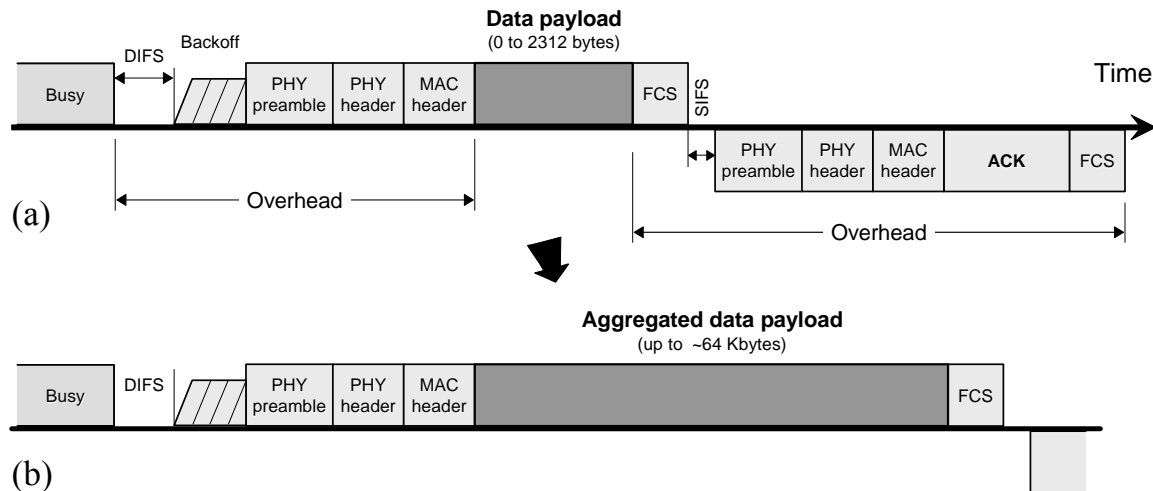 Data payload
(0 to 2312 bytes)
DIFS
Backoff
Time
Busy
PHY preamble
PHY header
MAC header
FCS
SIFS
PHY preamble
PHY header
MAC header
ACK
FCS
(a)
Overhead
Overhead
Aggregated data payload
(up to ~64 Kbytes)
Busy
DIFS
PHY preamble
PHY header
MAC header
FCS
(b)